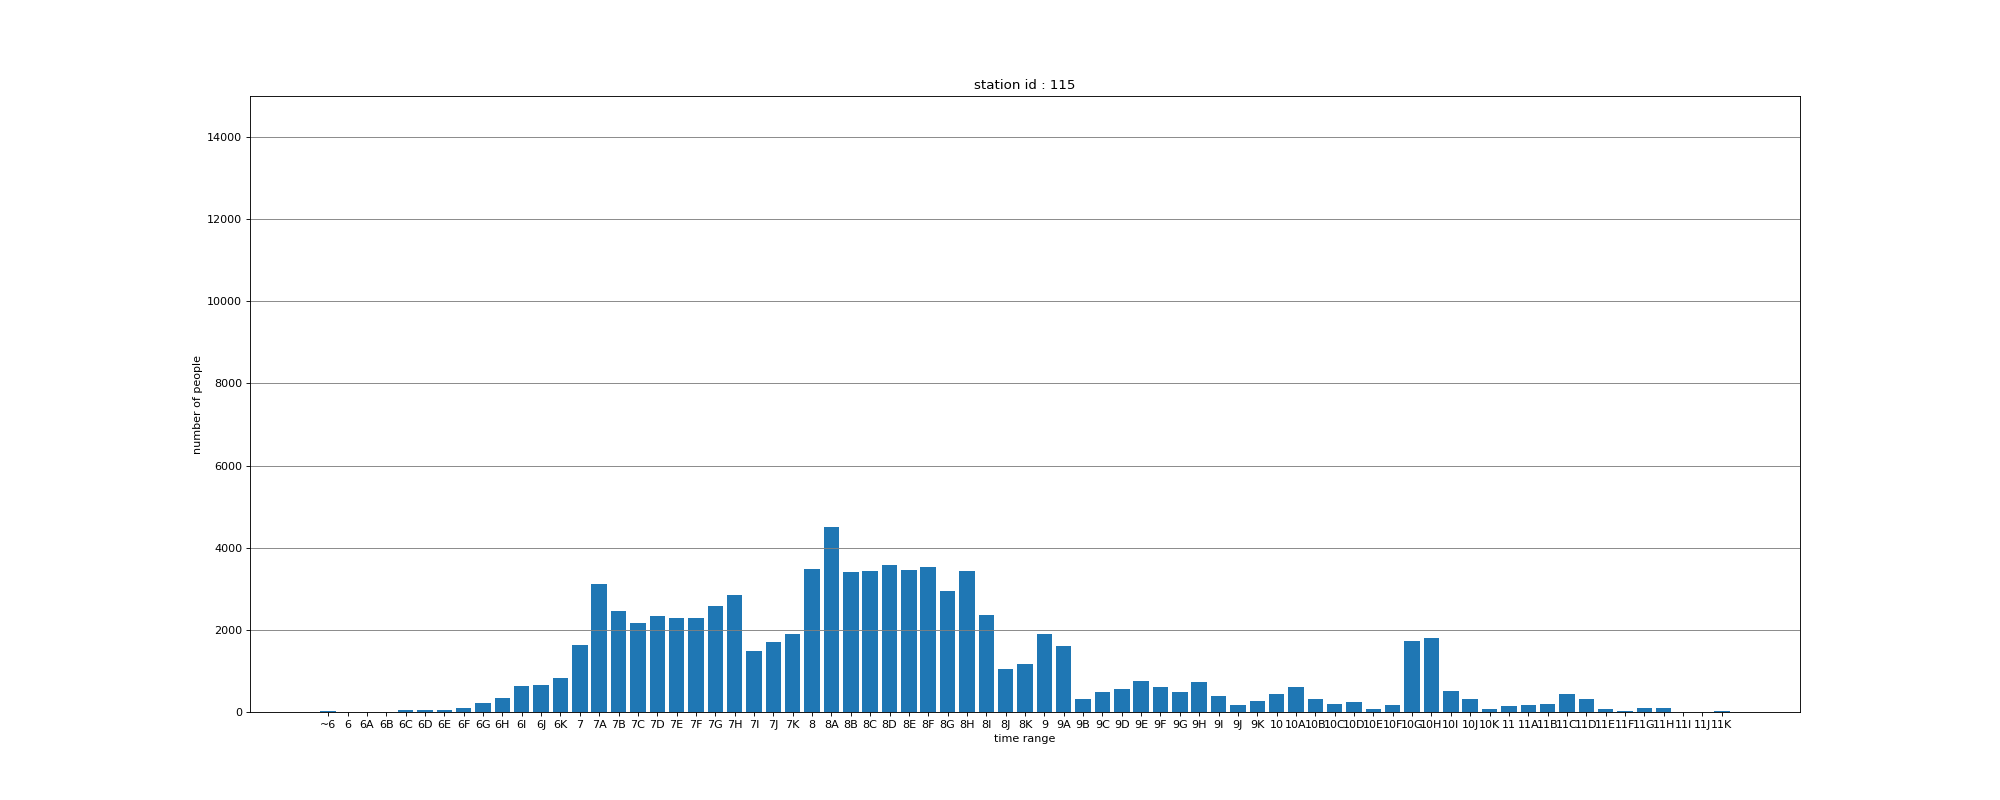 station id : 115
14000
12000
10000
8000
6000
4000
2000
0
number of people
~6 6 6A 6B 6C 6D 6E 6F 6G 6H 6I 6J 6K 7 7A 7B 7C 7D 7E 7F 7G 7H 7I 7J 7K 8 8A 8B 8C 8D 8E 8F 8G 8H 8I 8J 8K 9 9A 9B 9C 9D 9E 9F 9G 9H 9I 9J 9K 10 10A 10B 10C 10D 10E 10F 10G 10H 10I 10J 10K 11 11A 11B 11C 11D 11E 11F 11G 11H 11I 11J 11K
time range